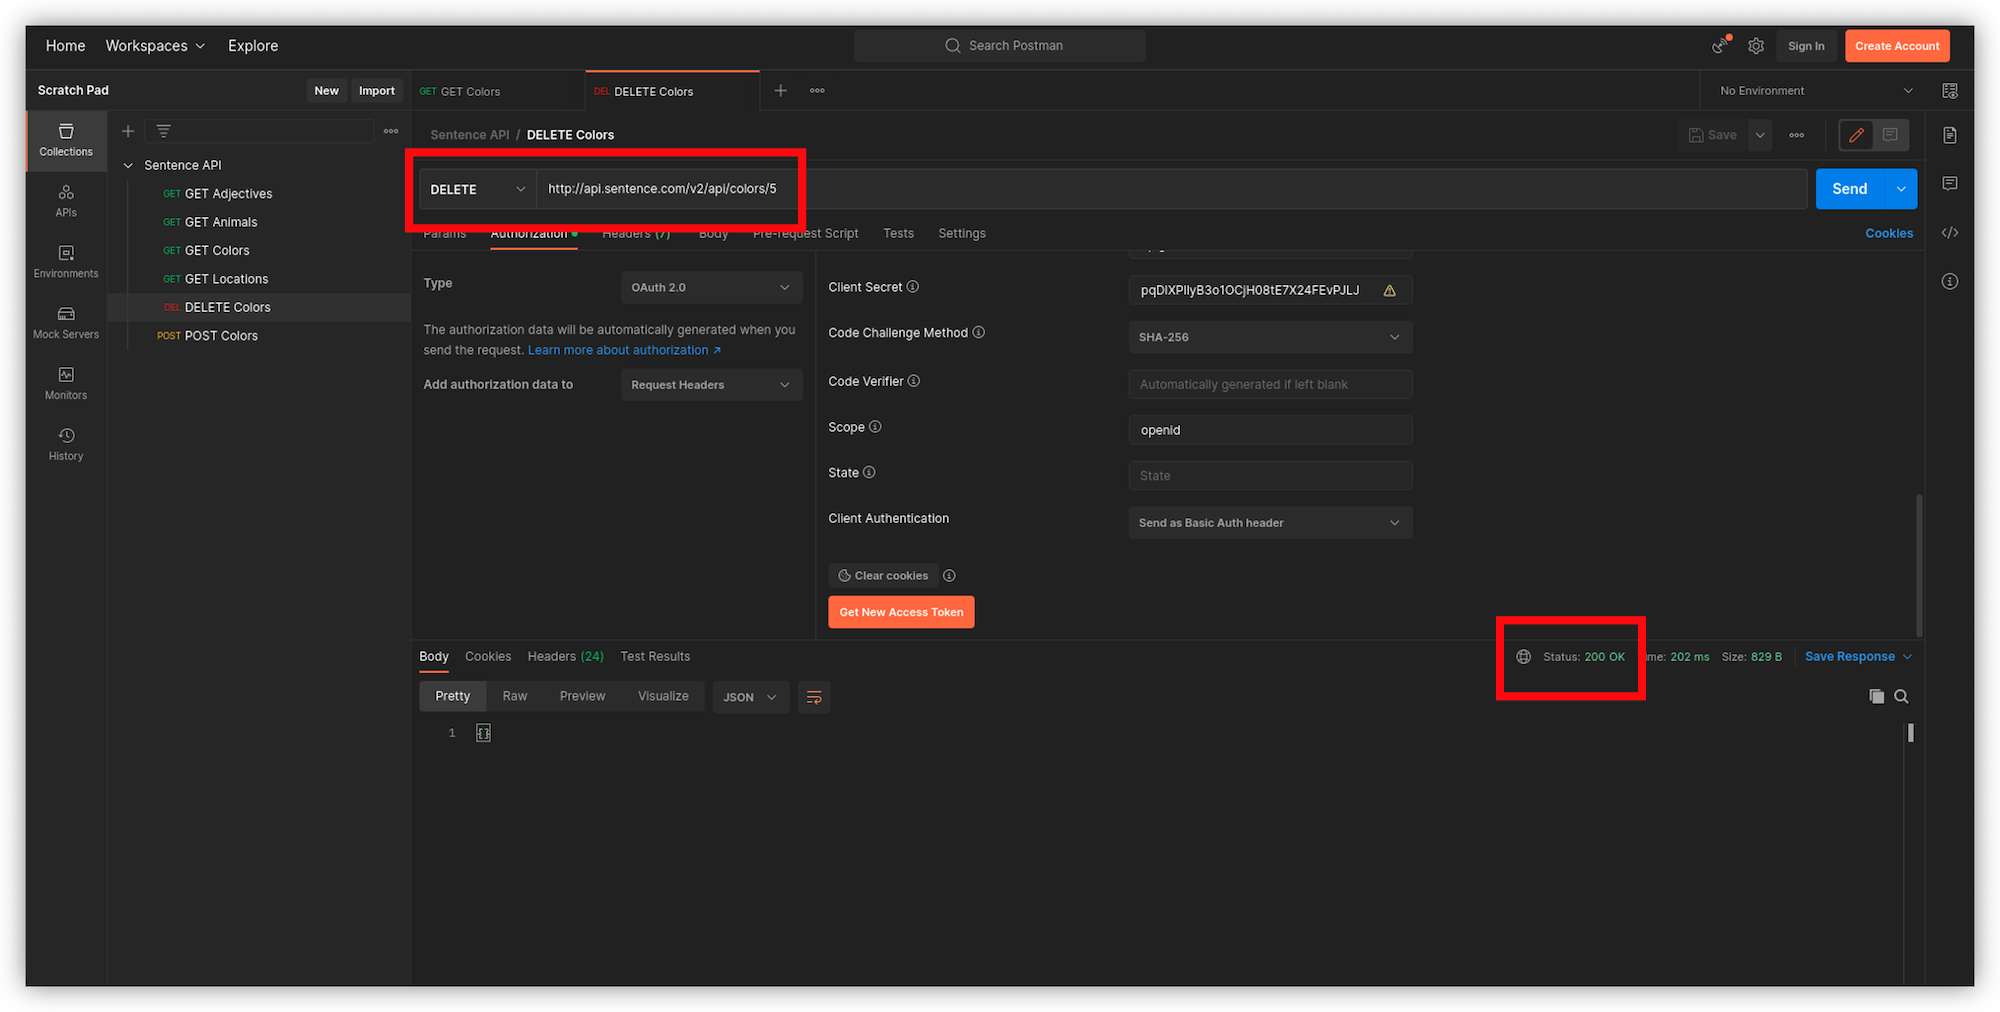 Home Workspaces Explore
Search Postman
Sign In Create Account
Scratch Pad New Import
GET GET Colors DEL DELETE Colors
No Environment
Collections
APIs
Environments
Mock Servers
Monitors
History
Sentence API
GET GET Adjectives
GET GET Animals
GET GET Colors
GET GET Locations
DEL DELETE Colors
POST POST Colors
Sentence API / DELETE Colors
Save
DELETE http://api.sentence.com/v2/api/colors/5
Send
Params Authorization Headers (7) Body Pre-request Script Tests Settings
Cookies
Type OAuth 2.0
The authorization data will be automatically generated when you
send the request. Learn more about authorization ↗
Add authorization data to Request Headers
Client Secret
Code Challenge Method SHA-256
Code Verifier Automatically generated if left blank
Scope openid
State State
Client Authentication Send as Basic Auth header
Clear cookies
Get New Access Token
Body Cookies Headers (24) Test Results
Status: 200 OK me: 202 ms Size: 829 B Save Response
Pretty Raw Preview Visualize JSON
1 {}